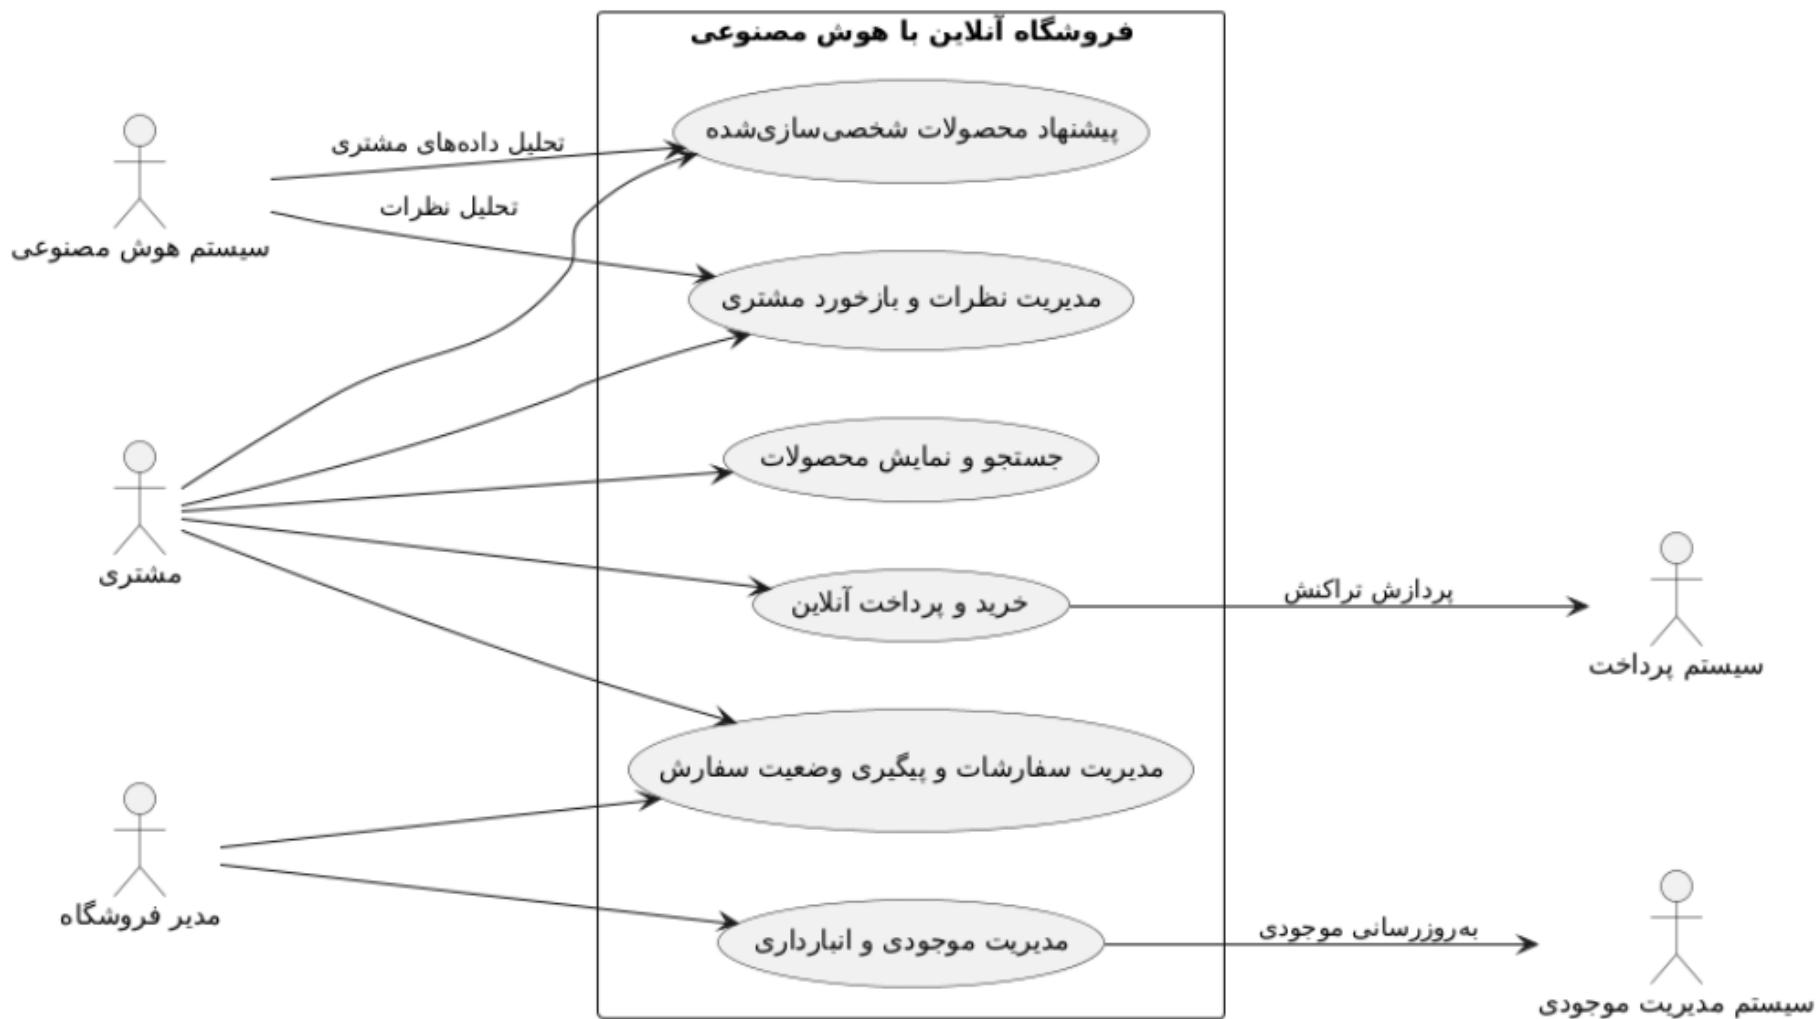 فروشگاه آنلاین با هوش مصنوعی
پیشنهاد محصولات شخصی‌سازی‌شده
تحلیل داده‌های مشتری
تحلیل نظرات
سیستم هوش مصنوعی
مدیریت نظرات و بازخورد مشتری
جستجو و نمایش محصولات
مشتری
خرید و پرداخت آنلاین
پردازش تراکنش
سیستم پرداخت
مدیریت سفارشات و پیگیری وضعیت سفارش
مدیر فروشگاه
مدیریت موجودی و انبارداری
به‌روزرسانی موجودی
سیستم مدیریت موجودی